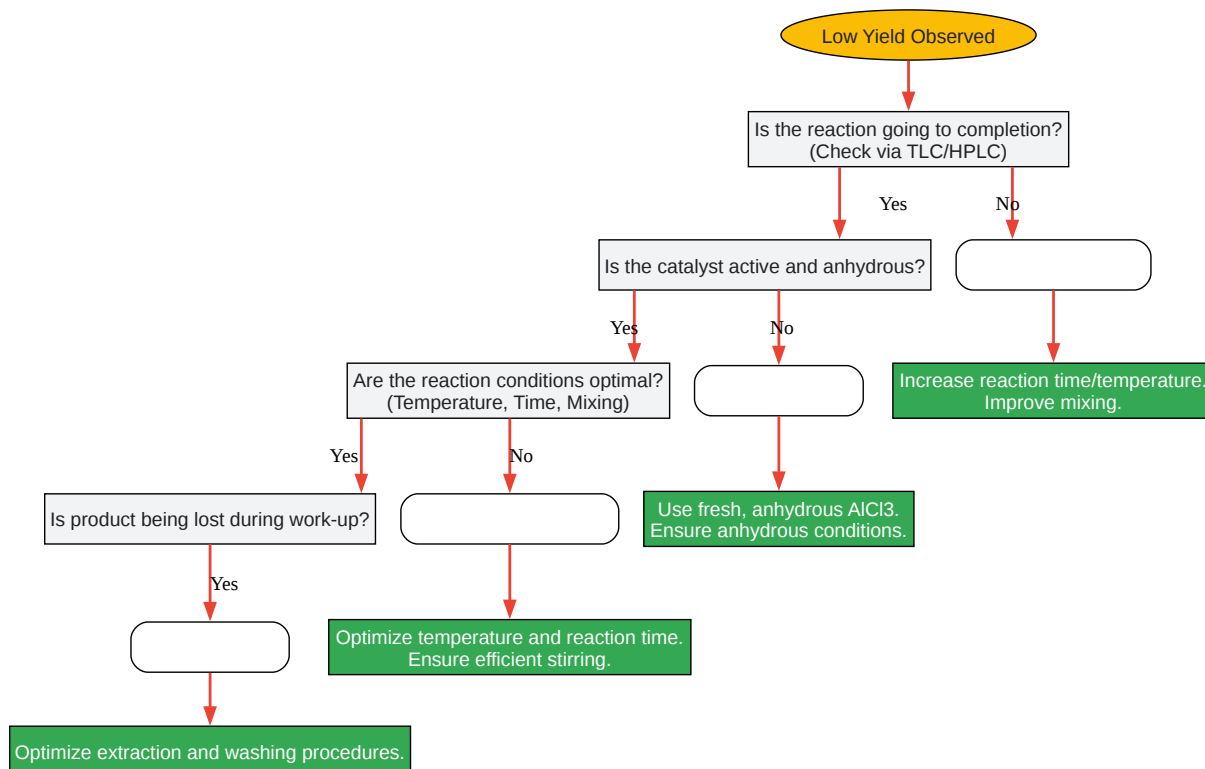 Low Yield Observed
Is the reaction going to completion?
(Check via TLC/HPLC)
Yes
No
Is the catalyst active and anhydrous?
Yes
No
Are the reaction conditions optimal?
(Temperature, Time, Mixing)
Increase reaction time/temperature.
Improve mixing.
Yes
No
Is product being lost during work-up?
Use fresh, anhydrous AlCl3.
Ensure anhydrous conditions.
Yes
Optimize temperature and reaction time.
Ensure efficient stirring.
Optimize extraction and washing procedures.